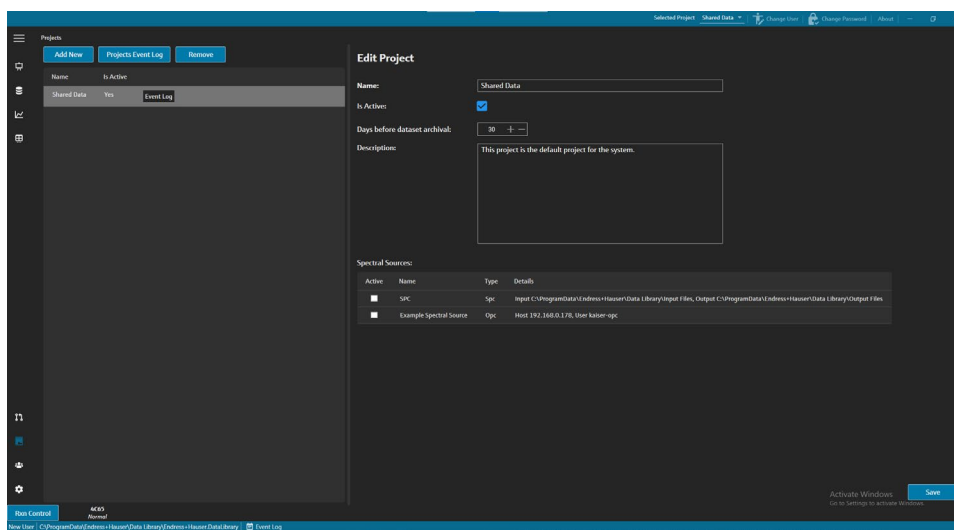 Selected Project Shared Data Change User Change Password About
Projects
Add New Projects Event Log Remove
Name Is Active
Shared Data Yes Event Log
Edit Project
Name: Shared Data
Is Active:
Days before dataset archival: 30 + −
Description: This project is the default project for the system.
Spectral Sources:
Active Name Type Details
SPC Spc Input C:\ProgramData\Endress+Hauser\Data Library\Input Files, Output C:\ProgramData\Endress+Hauser\Data Library\Output Files
Example Spectral Source Opc Host 192.168.0.178, User kaiser-opc
Activate Windows
Go to Settings to activate Windows.
Save
Rxn Control
6C65
Normal
New User C:\ProgramData\Endress+Hauser\Data Library\Endress+Hauser.DataLibrary Event Log